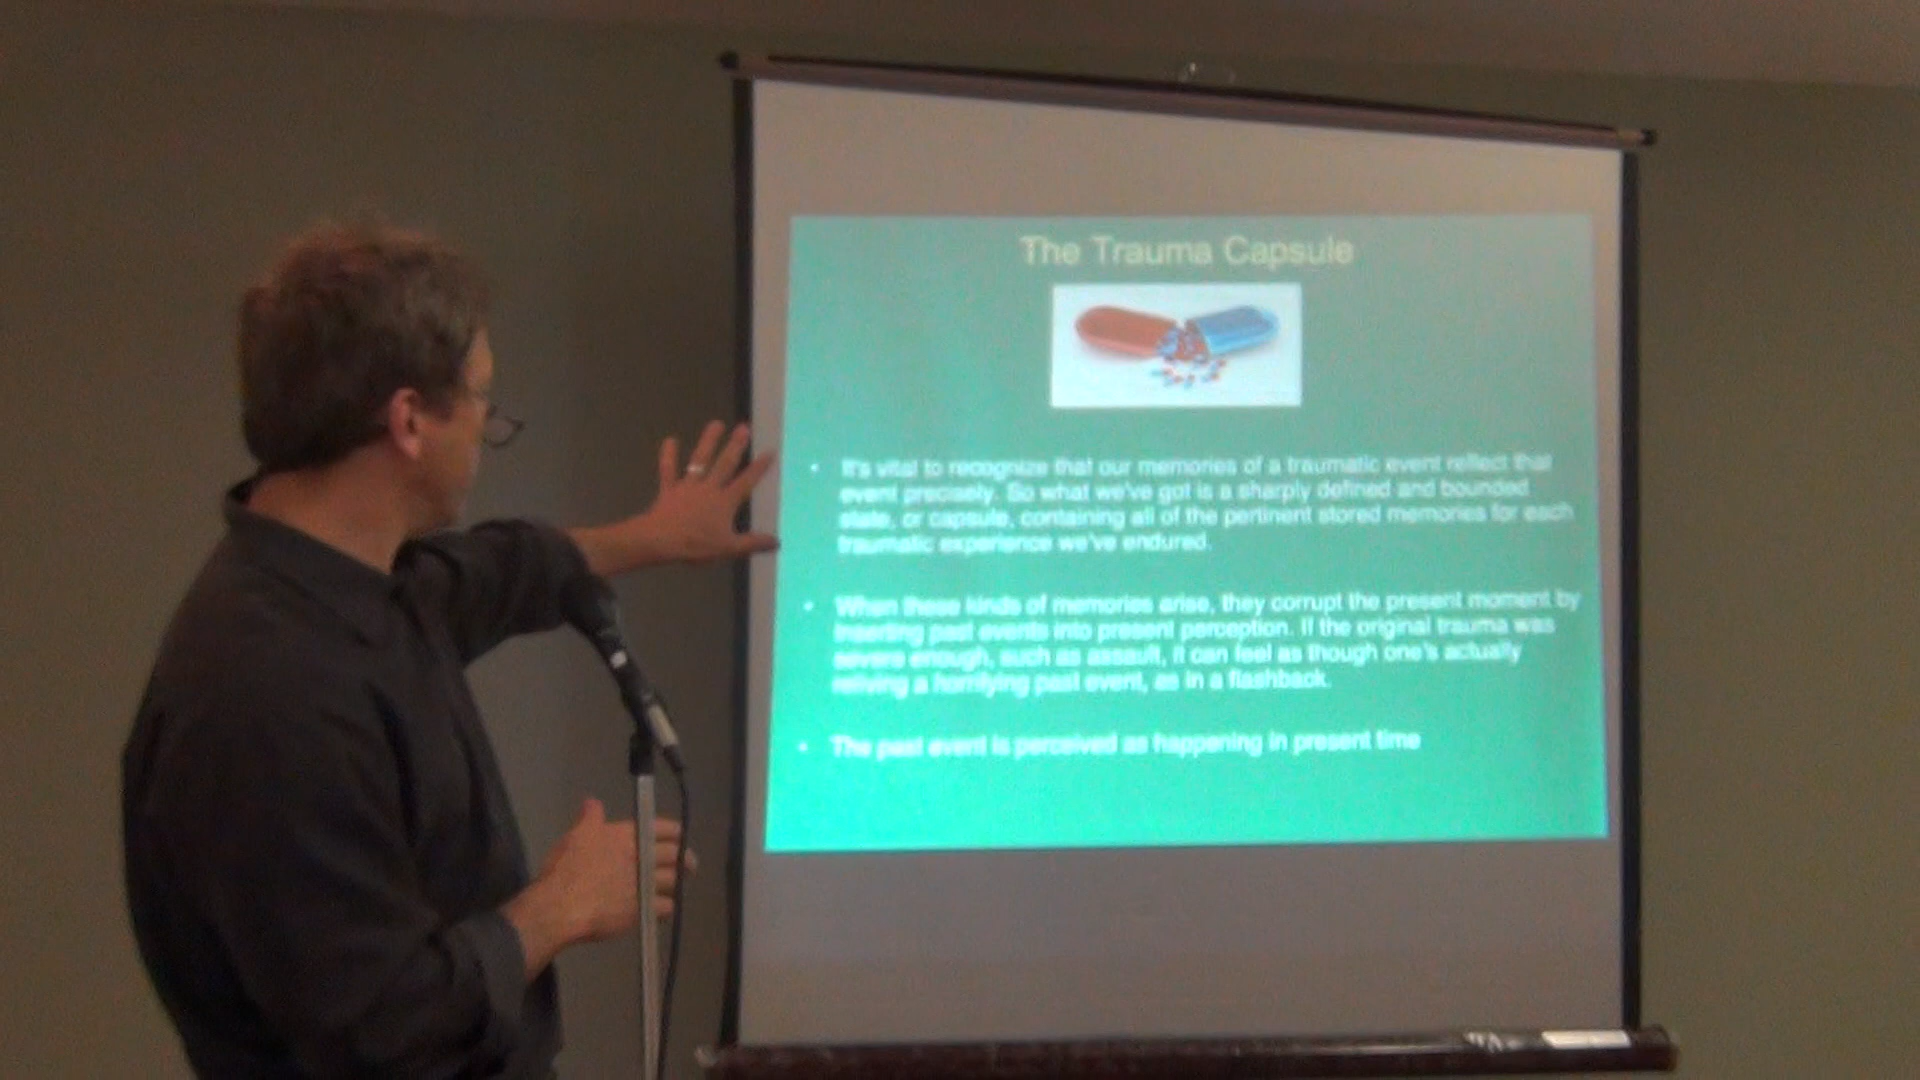 The Trauma Capsule
• It's vital to recognize that our memories of a traumatic event reflect that
event precisely. So what we've got is a sharply defined and bounded
state, or capsule, containing all of the pertinent stored memories for each
traumatic experience we've endured.
• When these kinds of memories arise, they corrupt the present moment by
inserting past events into present perception. If the original trauma was
severe enough, such as assault, it can feel as though one's actually
reliving a horrifying past event, as in a flashback.
• The past event is perceived as happening in present time